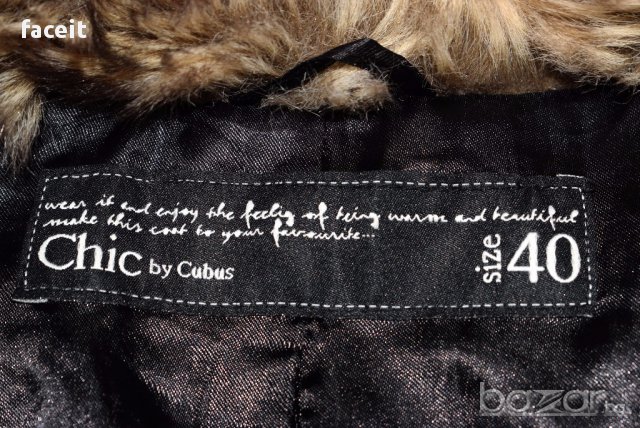 faceit
wear it and enjoy the feeling of being warm and beautiful
make this coat to your favourite...
Chic by Cubus
size 40
bazar.bg